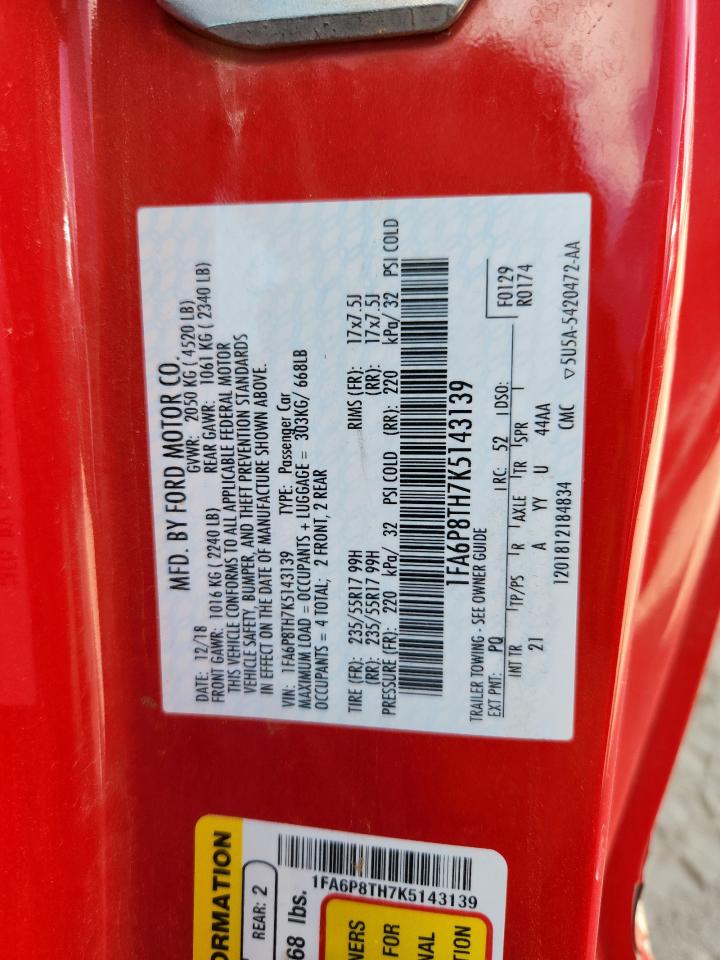 MFD. BY FORD MOTOR CO.
DATE: 12/18 GVWR: 2050 KG (4520 LB)
FRONT GAWR: 1016 KG (2240 LB) REAR GAWR: 1061 KG (2340 LB)
THIS VEHICLE CONFORMS TO ALL APPLICABLE FEDERAL MOTOR
VEHICLE SAFETY, BUMPER, AND THEFT PREVENTION STANDARDS
IN EFFECT ON THE DATE OF MANUFACTURE SHOWN ABOVE.
VIN: 1FA6P8TH7K5143139 TYPE: Passenger Car
MAXIMUM LOAD = OCCUPANTS + LUGGAGE = 303KG/ 668LB
OCCUPANTS = 4 TOTAL; 2 FRONT, 2 REAR
TIRE (FR): 235/55R17 99H RIMS (FR): 17x7.5J
(RR): 235/55R17 99H (RR): 17x7.5J
PRESSURE (FR): 220 kPa/ 32 PSI COLD (RR): 220 kPa/ 32 PSI COLD
1FA6P8TH7K5143139
TRAILER TOWING - SEE OWNER GUIDE
F0129
EXT PNT: PQ RC: 52 DSO: R0174
INT TR TP/PS R AXLE TR SPR
21 A YY U 44AA
1201812184834 CMC ▽5U5A-5420472-AA
ORMATION
REAR: 2
68 lbs.
1FA6P8TH7K5143139
NERS
FOR
NAL
TION